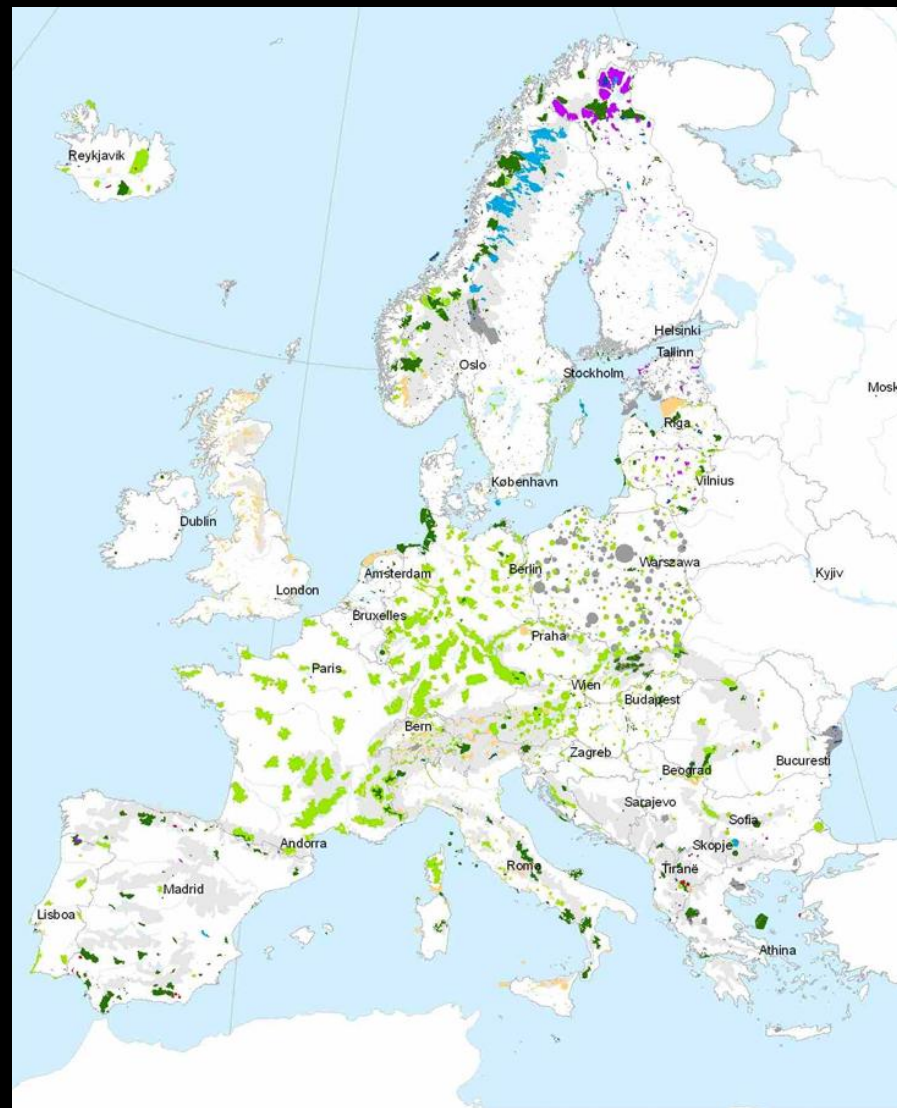 Reykjavik
Helsinki
Tallinn
Oslo
Stockholm
Mosk
Riga
København
Vilnius
Dublin
Amsterdam
Berlin
Warszawa
London
Kyjiv
Bruxelles
Praha
Paris
Wien
Budapest
Bern
Zagreb
Beograd
Bucuresti
Sarajevo
Sofia
Andorra
Skopje
Roma
Tiranë
Madrid
Lisboa
Athina